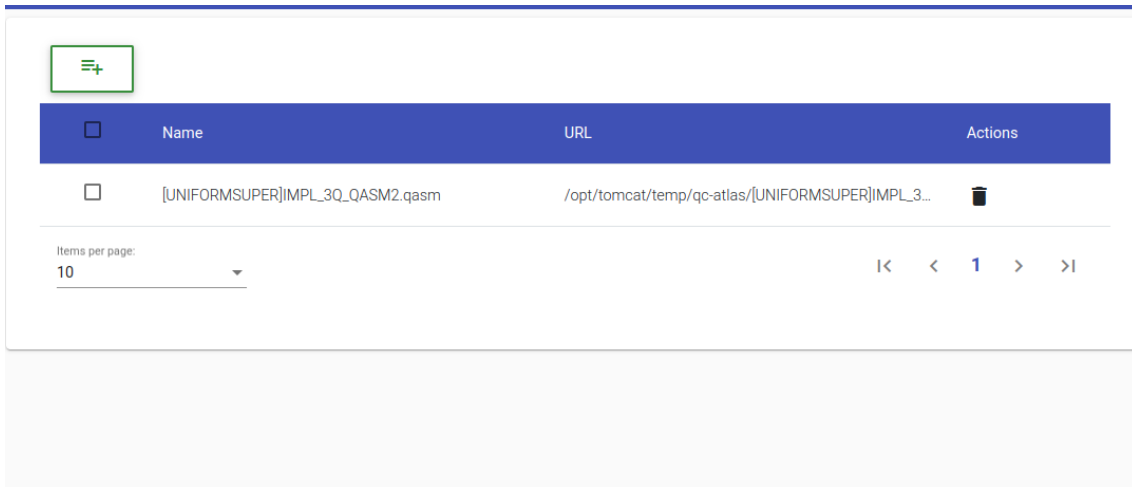 Name URL Actions
[UNIFORMSUPER]IMPL_3Q_QASM2.qasm /opt/tomcat/temp/qc-atlas/[UNIFORMSUPER]IMPL_3...
Items per page:
10
1